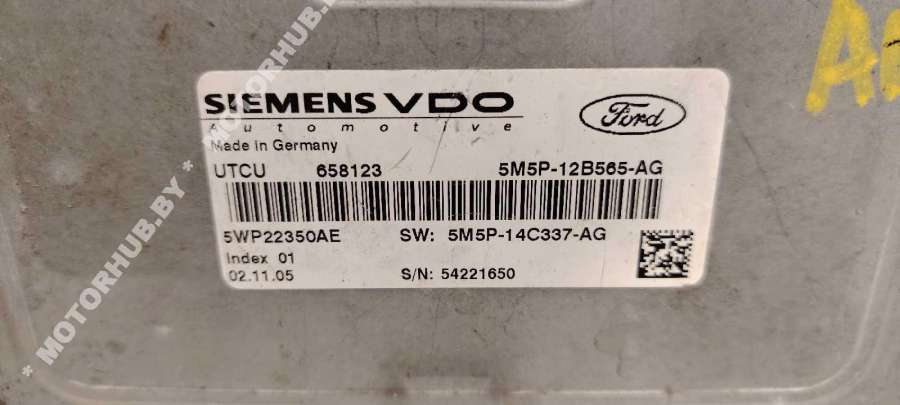 * MOTORHUB.BY * MOTORHUB
SIEMENS VDO
Automotive
Ford
Made in Germany
UTCU 658123 5M5P-12B565-AG
5WP22350AE SW: 5M5P-14C337-AG
Index 01
02.11.05 S/N: 54221650